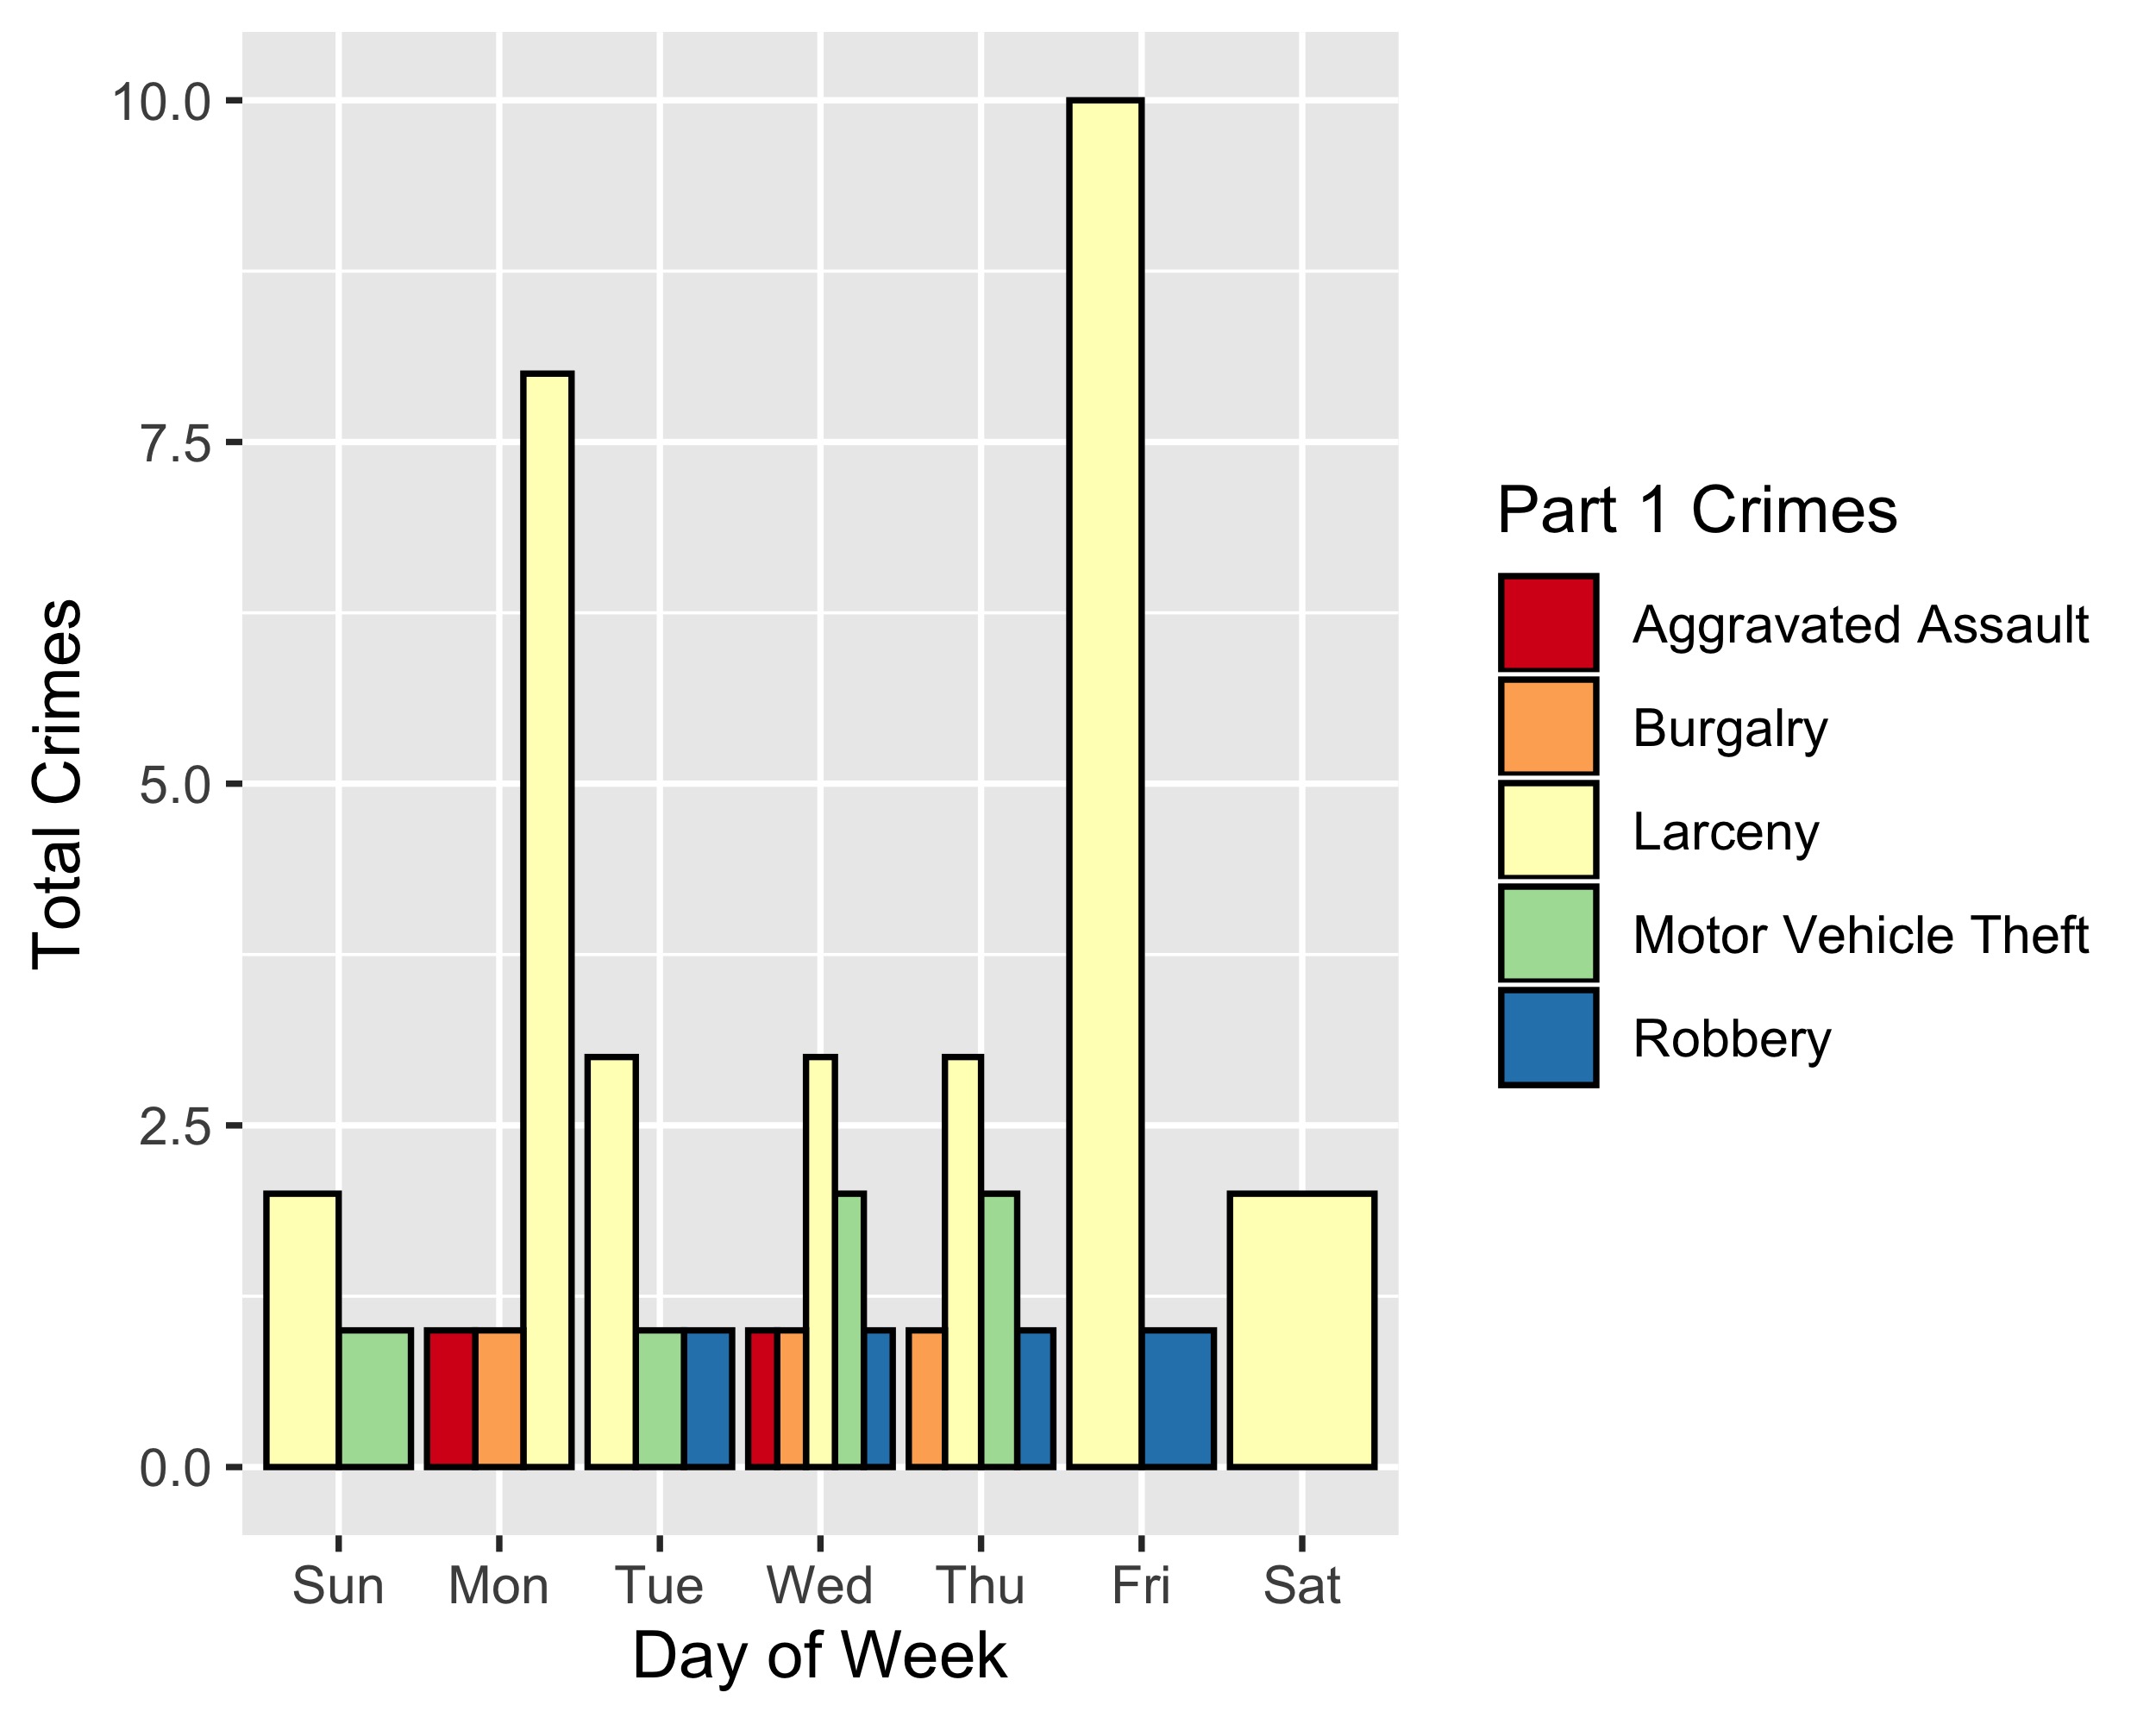 Total Crimes
10.0
7.5
5.0
2.5
0.0
Sun Mon Tue Wed Thu Fri Sat
Day of Week
Part 1 Crimes
Aggravated Assault
Burgalry
Larceny
Motor Vehicle Theft
Robbery